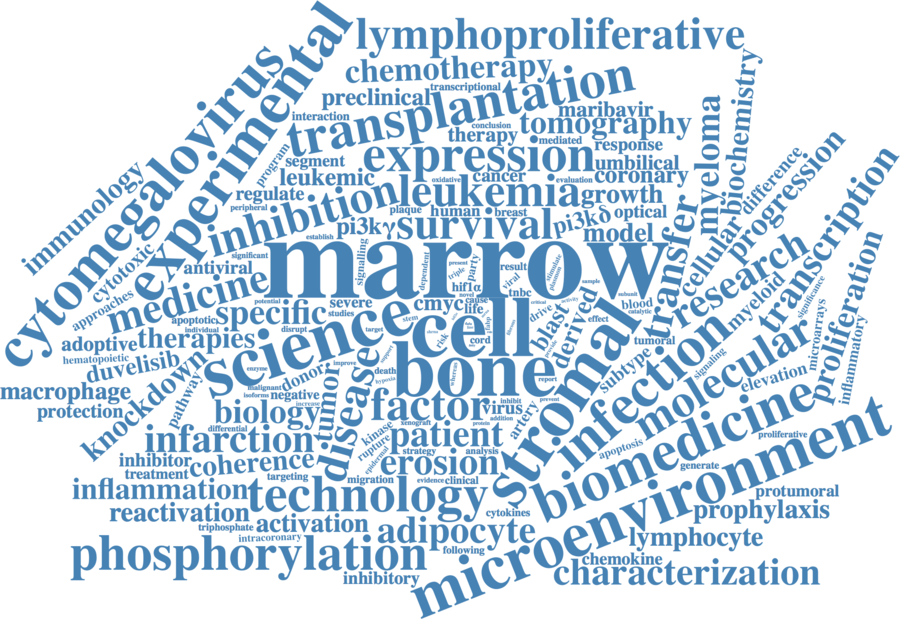 lymphoproliferative
chemotherapy
transcriptional
preclinical
interaction
transplantation
maribavir
conclusion
tomography
therapy
mediated
response
experimental
cytomegalovirus
immunology
program
segment
expression
umbilical
leukemic
oxidative
cancer
evaluation
coronary
regulate
inhibition
leukemia
growth
peripheral
plaque
human
breast
pi3kγ
survival
pi3kδ
optical
model
establish
myeloma
biochemistry
difference
progression
transcription
cellular
transfer
cytotoxic
approaches
antiviral
significant
signalling
marrow
dependent
present
triple
party
result
viral
stimulate
plasmon
sample
hif1α
novel
tnbc
research
myeloid
significance
microarrays
proliferation
inflammatory
medicine
potential
specific
severe
studies
cmyc
cause
life
critical
activity
drive
derived
subunit
blood
catalytic
effect
apoptotic
individual
disrupt
target
stem
risk
cell
cord
blast
provide
tumoral
adoptive
therapies
hematopoietic
duvelisib
science
support
improve
enzyme
death
hypoxia
whereas
bone
report
prevent
stromal
subtype
signaling
elevation
infection
molecular
macrophage
protection
knockdown
pathway
malignant
isoforms
donor
negative
increase
biology
tumor
disease
factor
inhibit
virus
addition
protein
artery
differential
xenograft
kinase
rupture
epidermal
patient
strategy
analysis
infarction
inhibitor
treatment
coherence
targeting
erosion
migration
evidence
clinical
apoptosis
generate
proliferative
biomedicine
inflammation
technology
cytokines
microenvironment
protumoral
prophylaxis
reactivation
triphosphate
activation
intracoronary
adipocyte
lymphocyte
phosphorylation
following
chemokine
inhibitory
characterization